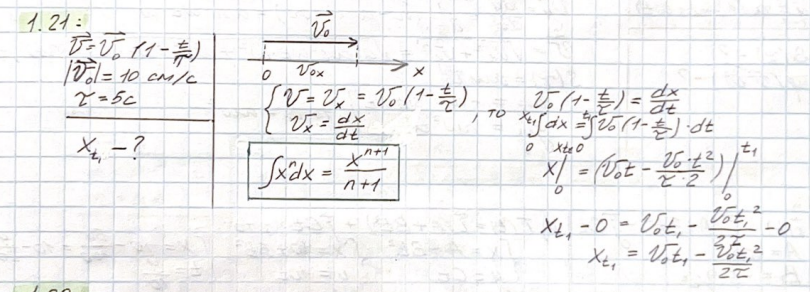 1.21:
v⃗ = v⃗₀ (1 - t/τ)
|v⃗₀| = 10 см/с
τ = 5с
x_t₁ - ?
v⃗₀
0 v₀ₓ x
{ v = vₓ = v₀ (1 - t/τ)
vₓ = dx/dt , то
∫xⁿdx = xⁿ⁺¹/(n+1)
v₀ (1 - t/τ) = dx/dt
∫dx = ∫v₀ (1 - t/τ) · dt
x| = (v₀t - v₀·t²/(τ·2))|
x_t₁ - 0 = v₀t₁ - v₀t₁²/2τ - 0
x_t₁ = v₀t₁ - v₀t₁²/2τ